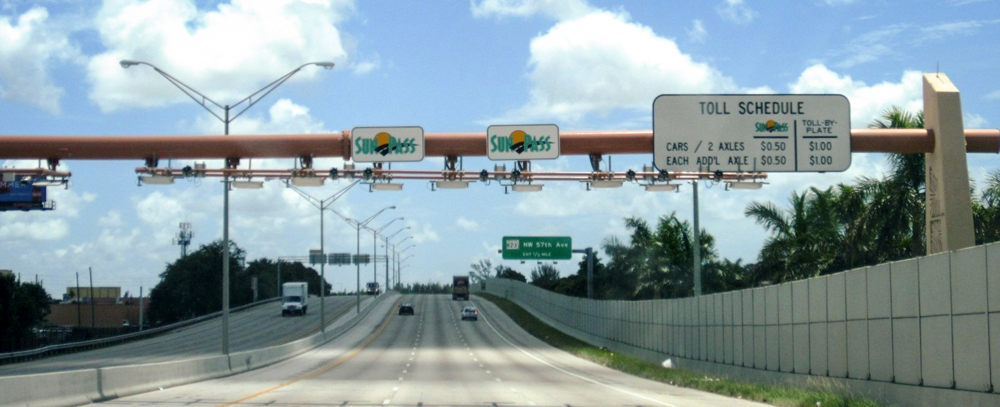 SUNPASS
SUNPASS
TOLL SCHEDULE
SUNPASS
TOLL-BY-
PLATE
CARS / 2 AXLES $0.50 $1.00
EACH ADD'L AXLE $0.50 $1.00
823 NW 57th Ave
EXIT 1/2 MILE